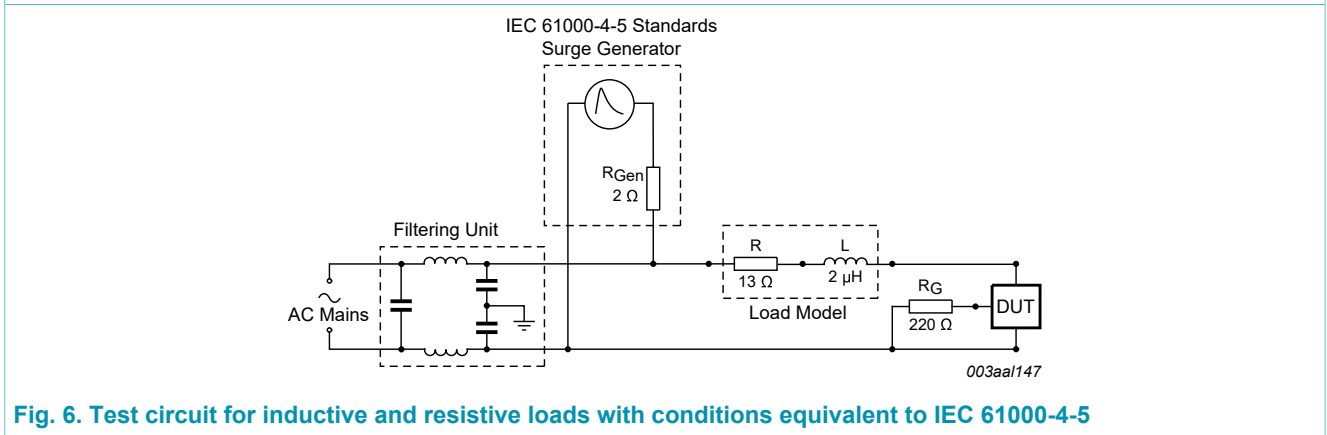 IEC 61000-4-5 Standards
Surge Generator
RGen
2 Ω
Filtering Unit
R
L
13 Ω
2 μH
Load Model
RG
220 Ω
DUT
AC Mains
003aal147
Fig. 6. Test circuit for inductive and resistive loads with conditions equivalent to IEC 61000-4-5